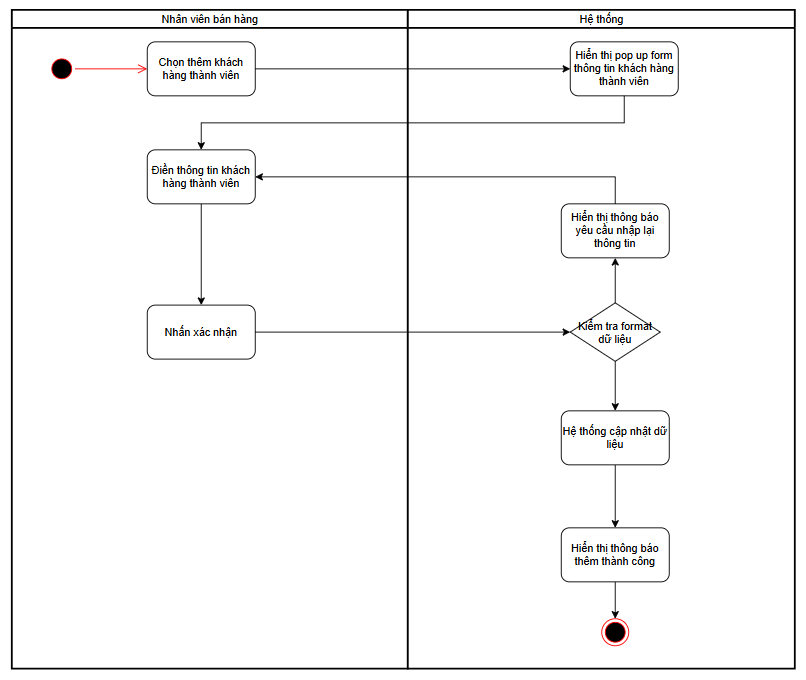 Nhân viên bán hàng
Hệ thống
Chọn thêm khách
hàng thành viên
Hiển thị pop up form
thông tin khách hàng
thành viên
Điền thông tin khách
hàng thành viên
Hiển thị thông báo
yêu cầu nhập lại
thông tin
Nhấn xác nhận
Kiểm tra format
dữ liệu
Hệ thống cập nhật dữ
liệu
Hiển thị thông báo
thêm thành công